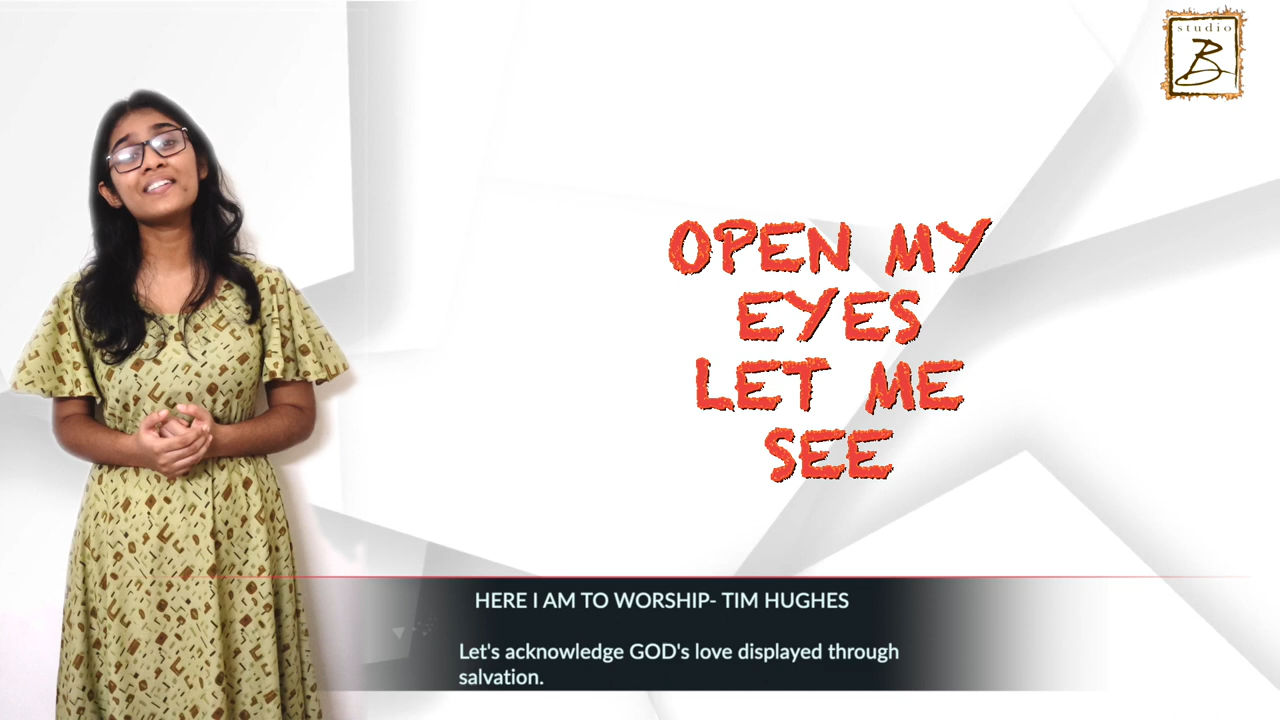 studio
B
OPEN MY
EYES
LET ME
SEE
HERE I AM TO WORSHIP- TIM HUGHES
Let's acknowledge GOD's love displayed through
salvation.